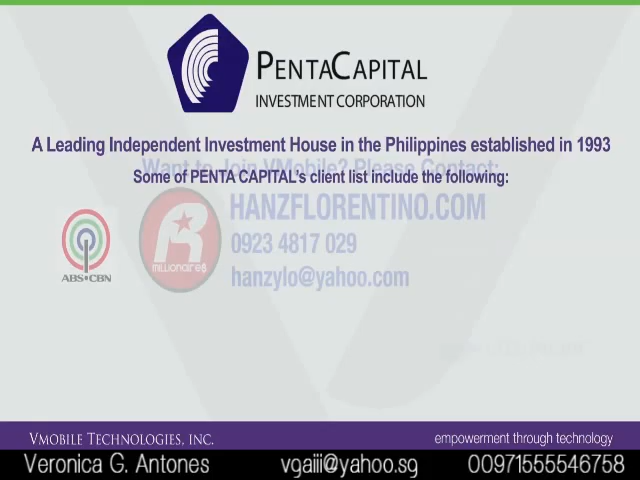 PENTACAPITAL
INVESTMENT CORPORATION
A Leading Independent Investment House in the Philippines established in 1993
Want to Join VMobile? Please Contact:
Some of PENTA CAPITAL's client list include the following:
HANZFLORENTINO.COM
0923 4817 029
hanzylo@yahoo.com
ABS•CBN
R
MILLIONAIRES
VMOBILE TECHNOLOGIES, INC.
empowerment through technology
Veronica G. Antones vgaiii@yahoo.sg 00971555546758